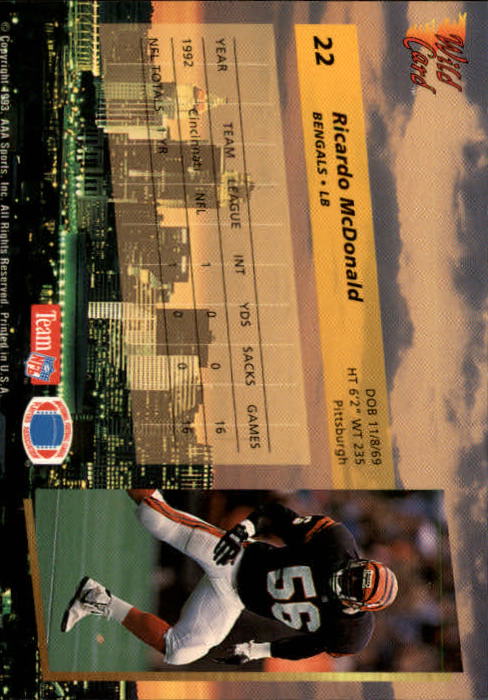 Wild
Card
22
Ricardo McDonald
BENGALS • LB
DOB 11/8/69
HT 6'2" WT 235
Pittsburgh
YEAR TEAM LEAGUE INT YDS SACKS GAMES
1992 Cincinnati NFL 1 0 0 16
NFL TOTALS 1 YR 1 0 0 16
56
Team NFL
© Copyright 1993, AAA Sports, Inc. All Rights Reserved. Printed in U.S.A.